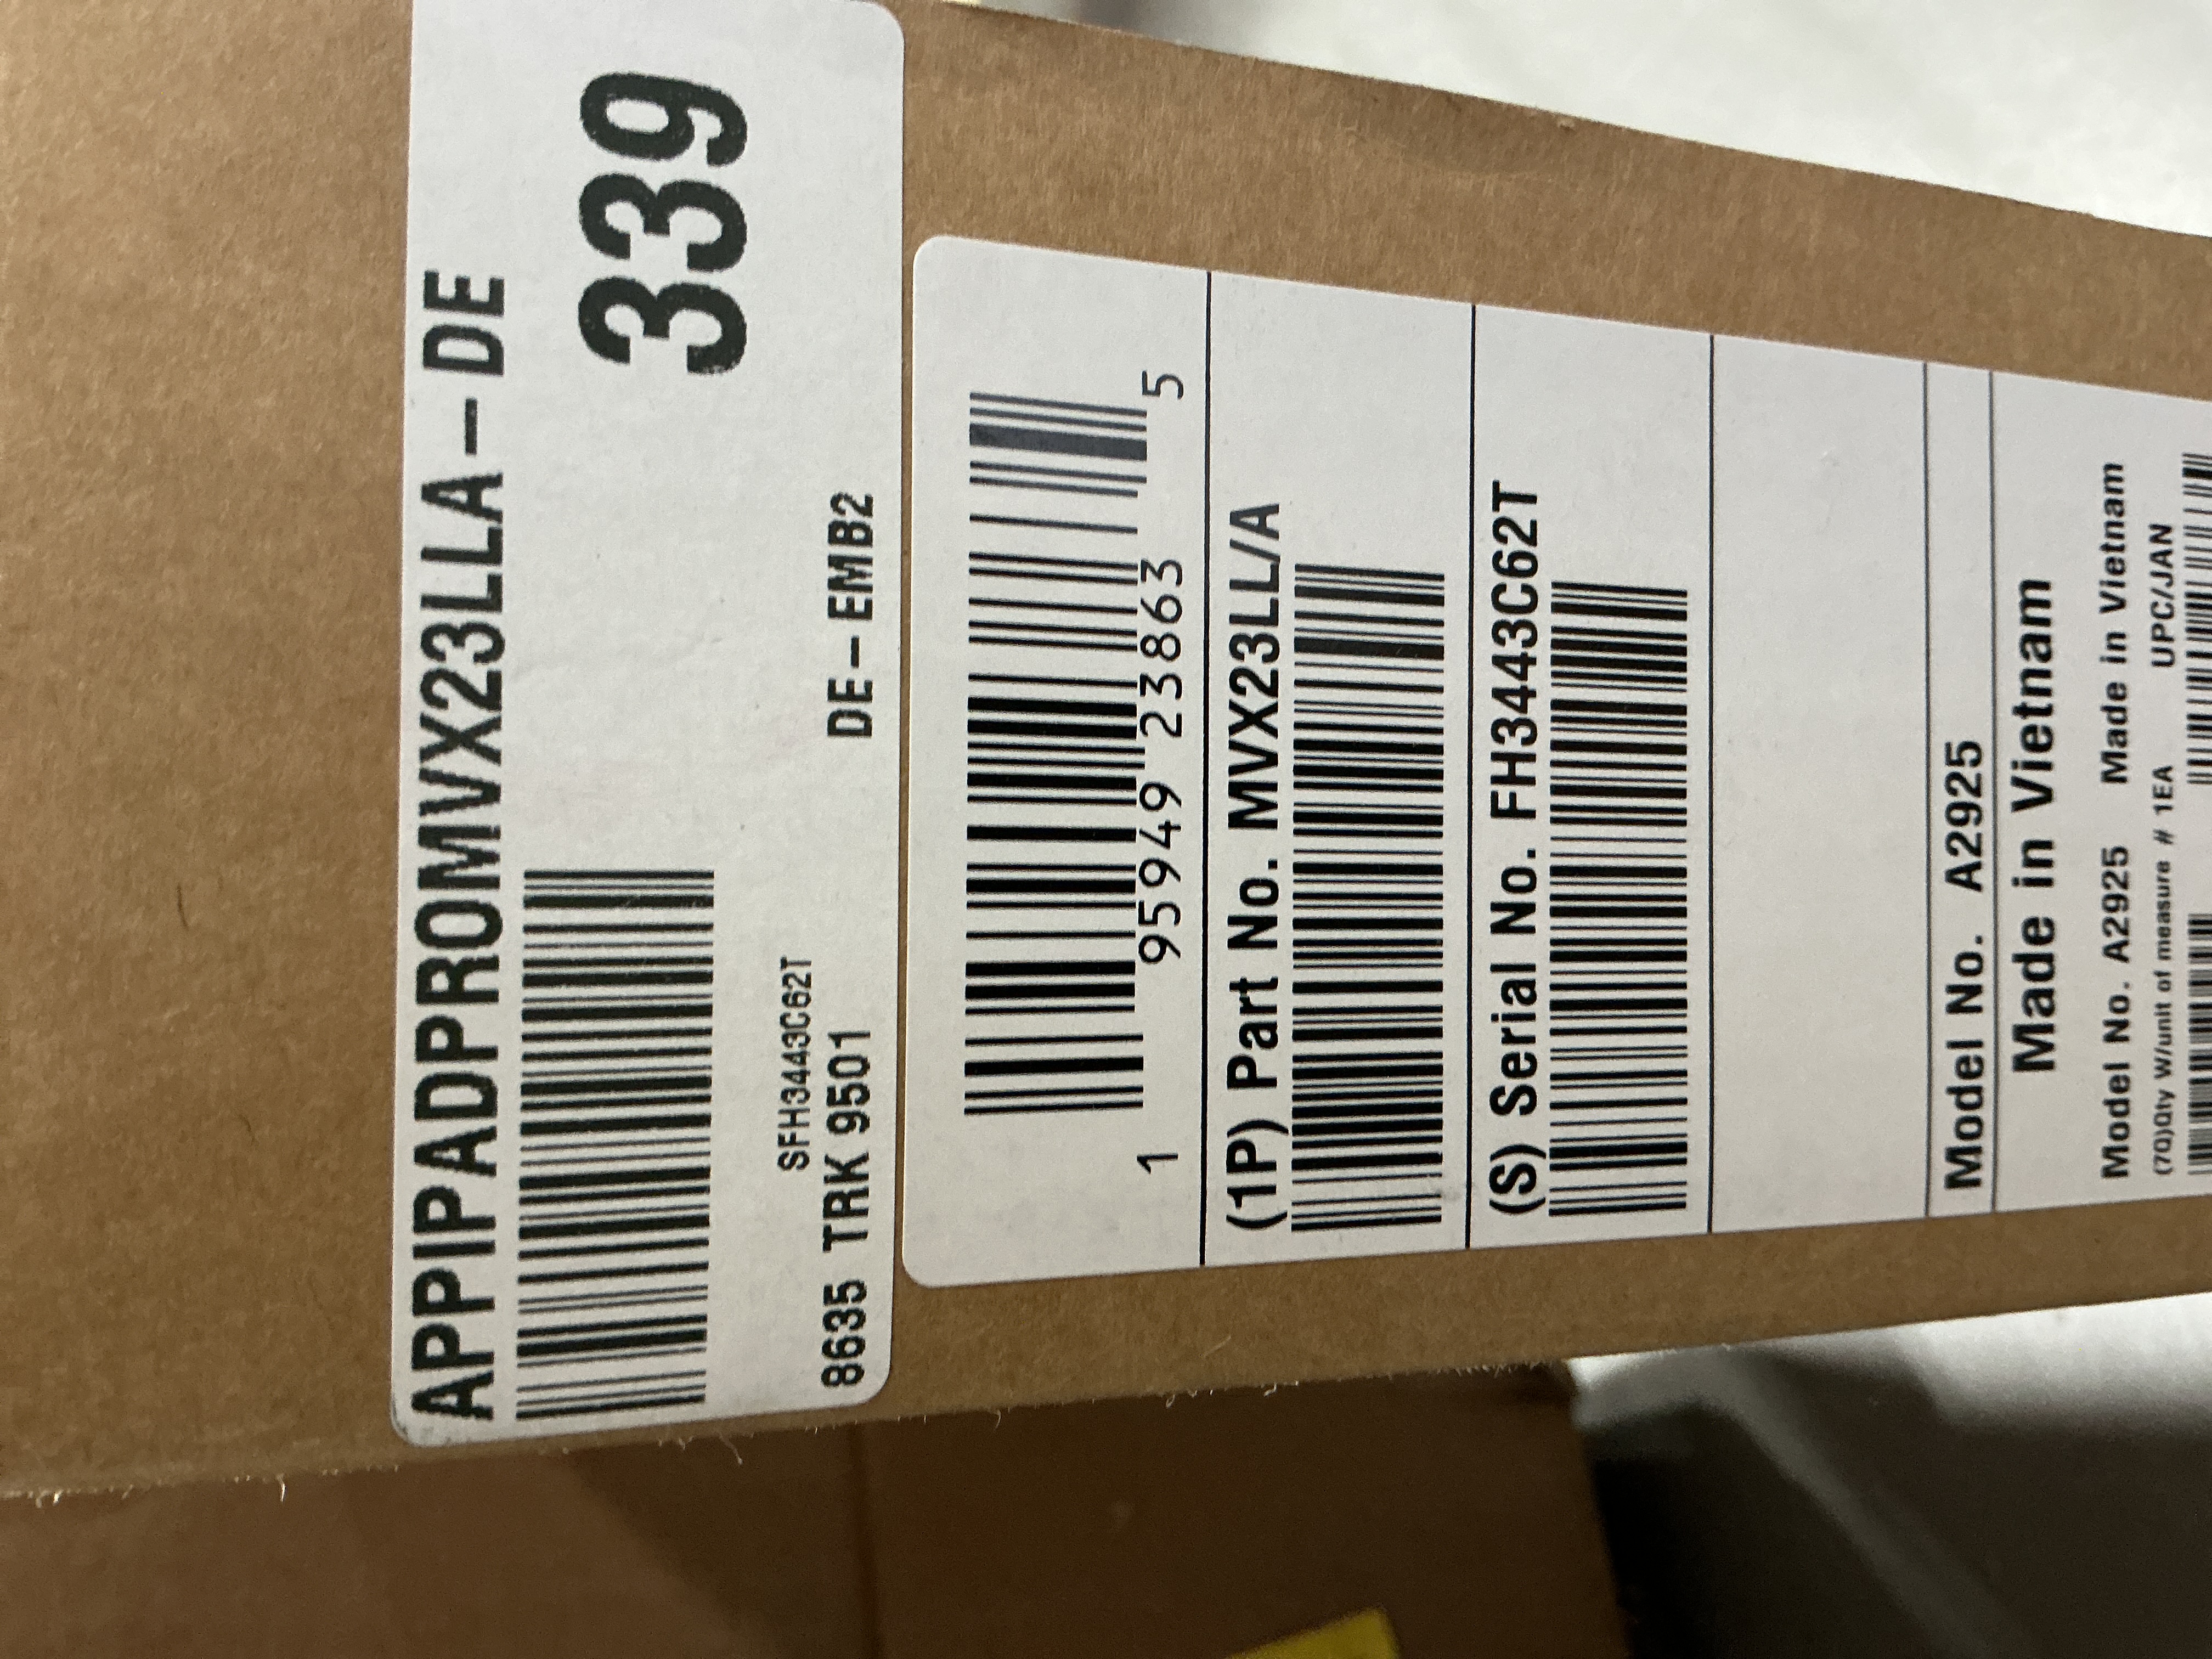 APPIPADPROMVX23LLA-DE
339
SFH3443C62T
8635 TRK 9501 DE-EMB2
1 95949 23863 5
(1P) Part No. MVX23LL/A
(S) Serial No. FH3443C62T
Model No. A2925
Made in Vietnam
Model No. A2925 Made in Vietnam
(7Q)Qty W/unit of measure # 1EA UPC/JAN